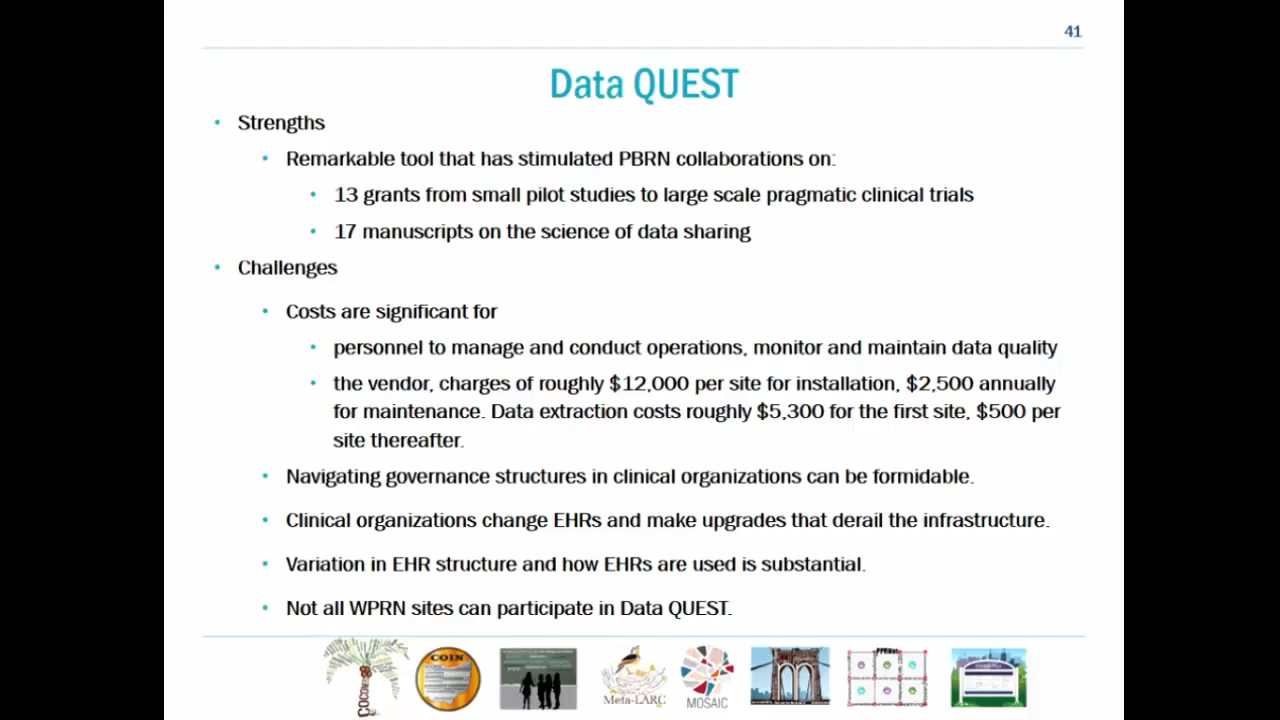 41
Data QUEST
• Strengths
• Remarkable tool that has stimulated PBRN collaborations on:
• 13 grants from small pilot studies to large scale pragmatic clinical trials
• 17 manuscripts on the science of data sharing
• Challenges
• Costs are significant for
• personnel to manage and conduct operations, monitor and maintain data quality
• the vendor, charges of roughly $12,000 per site for installation, $2,500 annually
for maintenance. Data extraction costs roughly $5,300 for the first site, $500 per
site thereafter.
• Navigating governance structures in clinical organizations can be formidable.
• Clinical organizations change EHRs and make upgrades that derail the infrastructure.
• Variation in EHR structure and how EHRs are used is substantial.
• Not all WPRN sites can participate in Data QUEST.
COIN
Meta-LARC
MOSAIC
PPRNet